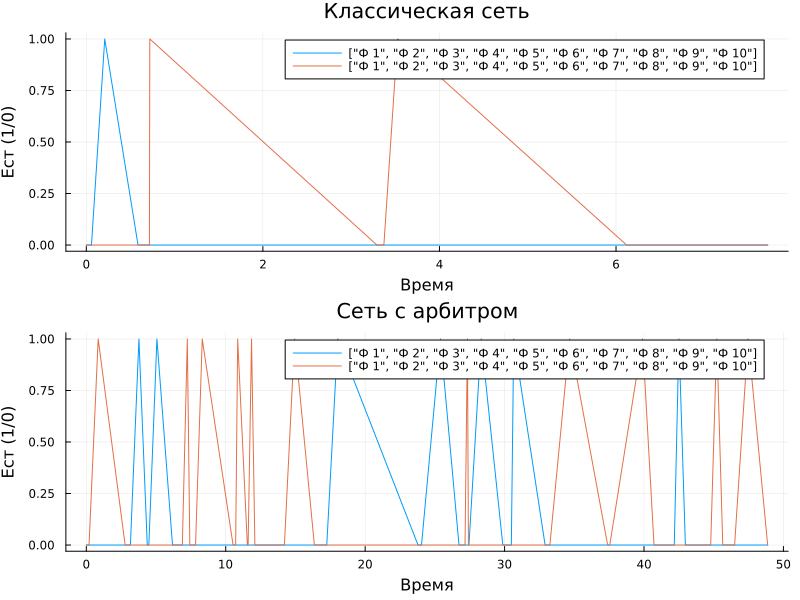 Классическая сеть
1.00
["Ф 1", "Ф 2", "Ф 3", "Ф 4", "Ф 5", "Ф 6", "Ф 7", "Ф 8", "Ф 9", "Ф 10"]
["Ф 1", "Ф 2", "Ф 3", "Ф 4", "Ф 5", "Ф 6", "Ф 7", "Ф 8", "Ф 9", "Ф 10"]
0.75
Ест (1/0)
0.50
0.25
0.00
0 2 4 6
Время
Сеть с арбитром
1.00
["Ф 1", "Ф 2", "Ф 3", "Ф 4", "Ф 5", "Ф 6", "Ф 7", "Ф 8", "Ф 9", "Ф 10"]
["Ф 1", "Ф 2", "Ф 3", "Ф 4", "Ф 5", "Ф 6", "Ф 7", "Ф 8", "Ф 9", "Ф 10"]
0.75
Ест (1/0)
0.50
0.25
0.00
0 10 20 30 40 50
Время